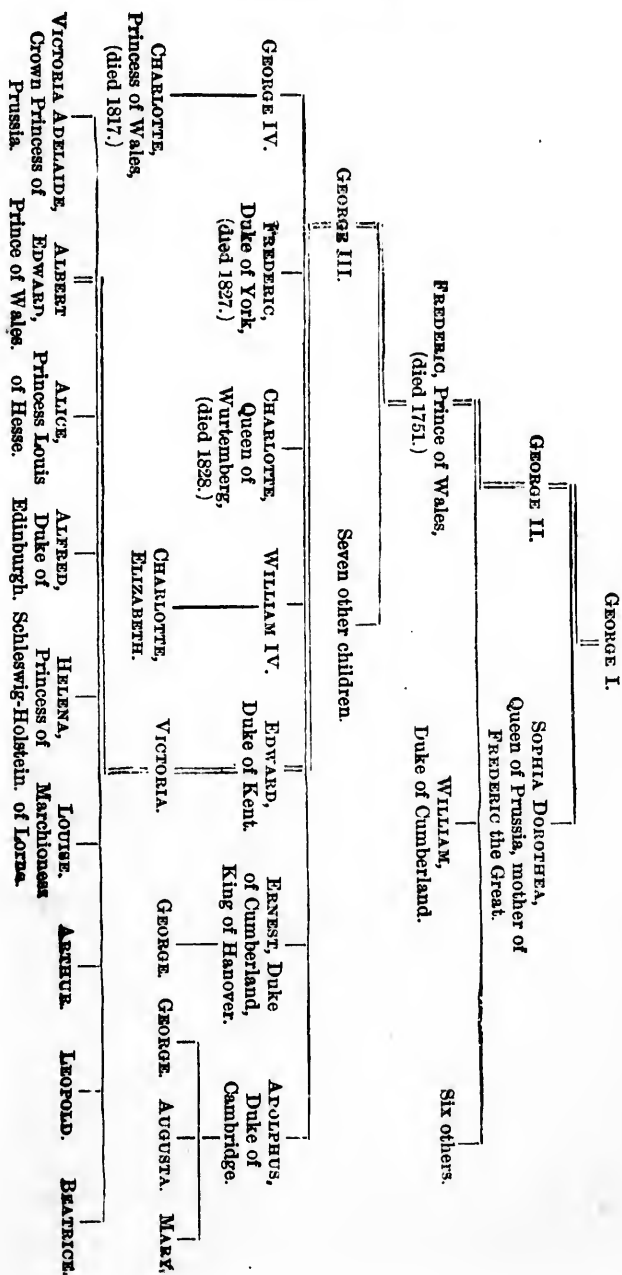 GEORGE I.
GEORGE II.
SOPHIA DOROTHEA,
Queen of Prussia, mother of
FREDERIC the Great.
FREDERIC, Prince of Wales,
(died 1751.)
WILLIAM,
Duke of Cumberland.
Six others.
GEORGE III.
Seven other children.
GEORGE IV.
FREDERIC,
Duke of York,
(died 1827.)
CHARLOTTE,
Queen of
Wurtemberg,
(died 1828.)
WILLIAM IV.
EDWARD,
Duke of Kent.
ERNEST, Duke
of Cumberland,
King of Hanover.
ADOLPHUS,
Duke of
Cambridge.
CHARLOTTE,
Princess of Wales,
(died 1817.)
CHARLOTTE,
ELIZABETH.
VICTORIA.
GEORGE.
GEORGE.
AUGUSTA.
MARY.
VICTORIA ADELAIDE,
Crown Princess of
Prussia.
ALBERT
EDWARD,
Prince of Wales.
ALICE,
Princess Louis
of Hesse.
ALFRED,
Duke of
Edinburgh.
HELENA,
Princess of
Schleswig-Holstein.
LOUISE.
Marchioness
of Lorne.
ARTHUR.
LEOPOLD.
BEATRICE.